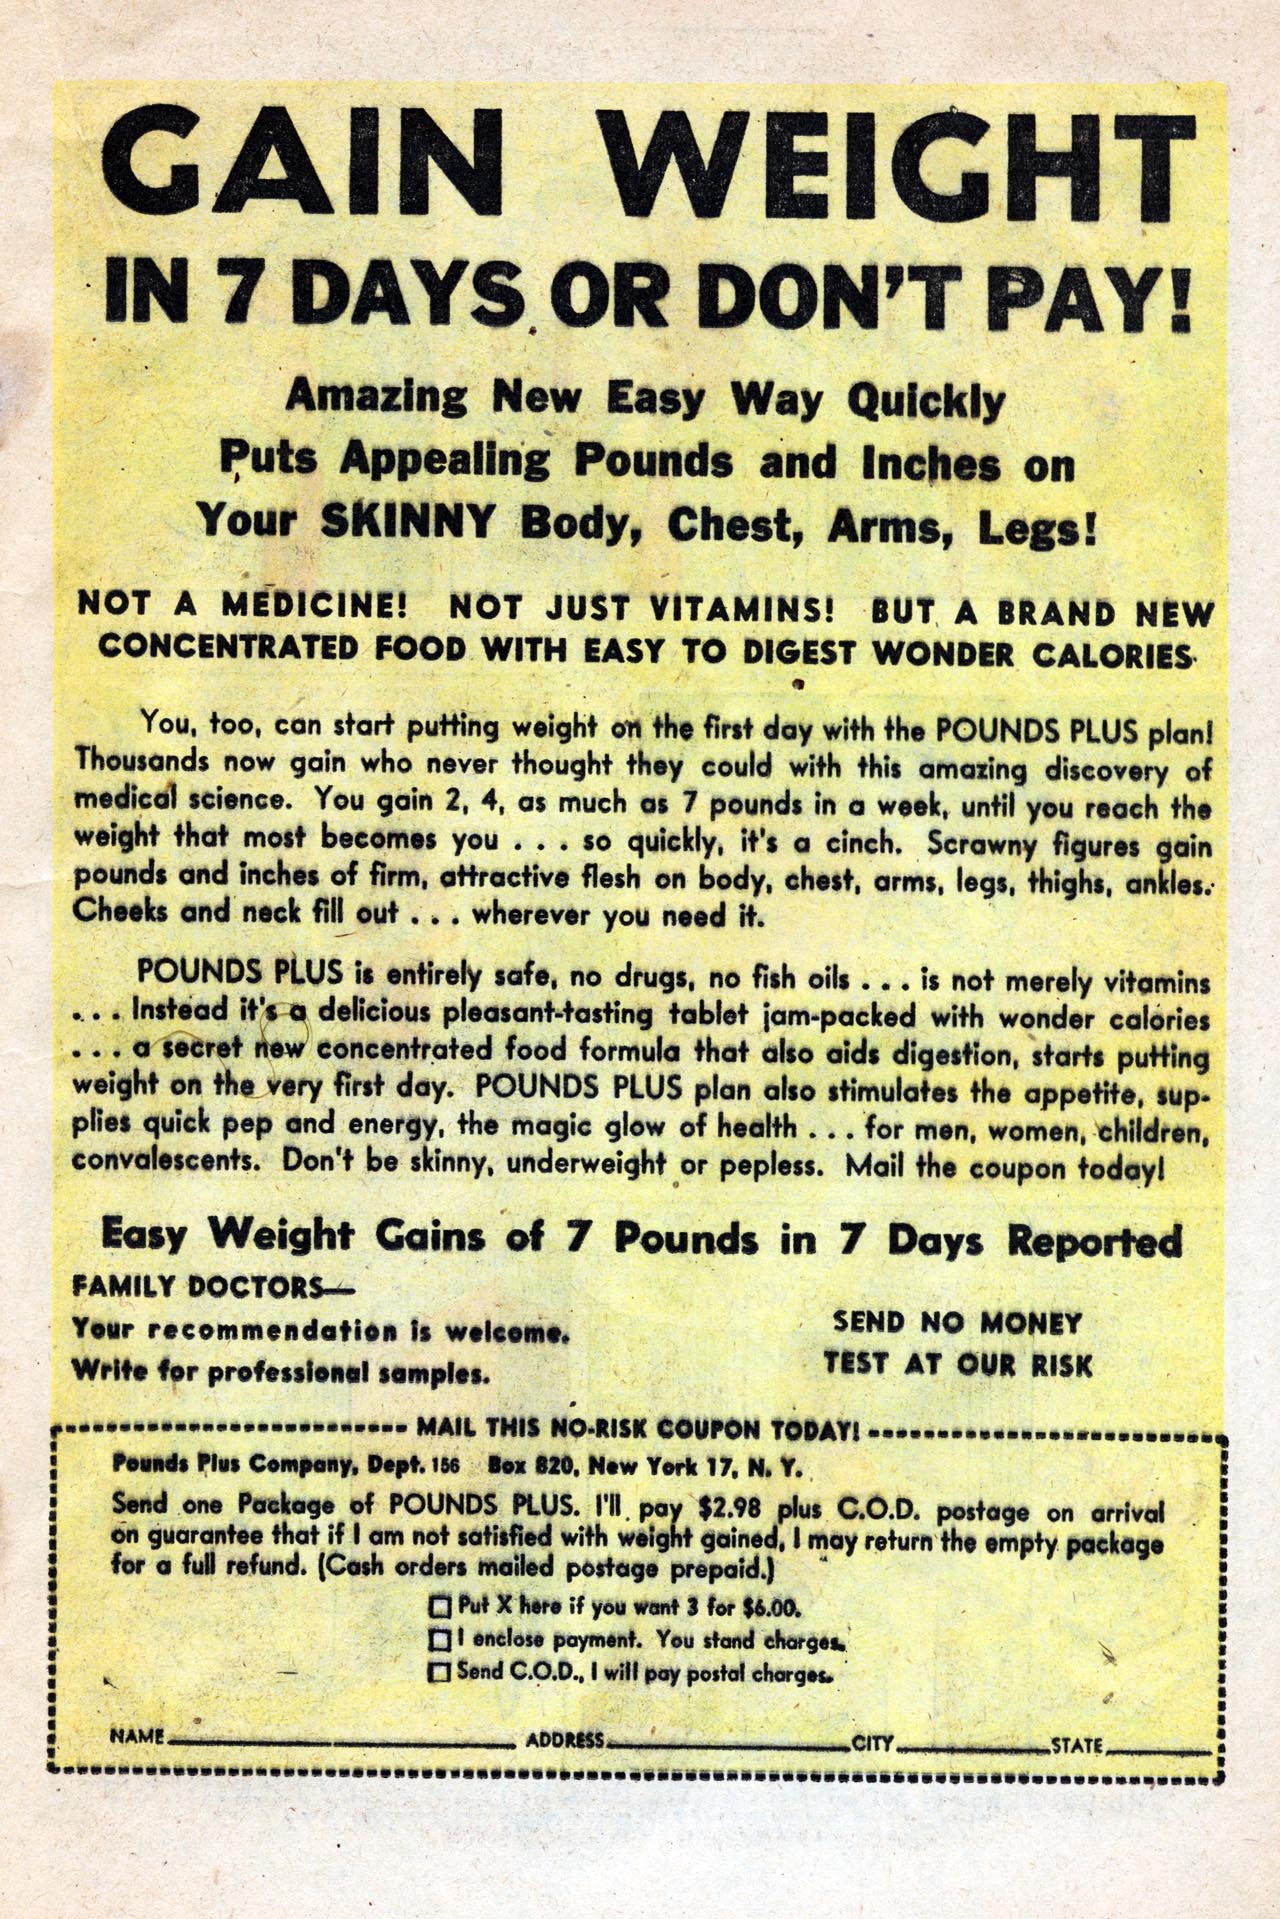 GAIN WEIGHT
IN 7 DAYS OR DON'T PAY!
Amazing New Easy Way Quickly
Puts Appealing Pounds and Inches on
Your SKINNY Body, Chest, Arms, Legs!
NOT A MEDICINE! NOT JUST VITAMINS! BUT A BRAND NEW
CONCENTRATED FOOD WITH EASY TO DIGEST WONDER CALORIES
You, too, can start putting weight on the first day with the POUNDS PLUS plan!
Thousands now gain who never thought they could with this amazing discovery of
medical science. You gain 2, 4, as much as 7 pounds in a week, until you reach the
weight that most becomes you . . . so quickly, it's a cinch. Scrawny figures gain
pounds and inches of firm, attractive flesh on body, chest, arms, legs, thighs, ankles.
Cheeks and neck fill out . . . wherever you need it.
POUNDS PLUS is entirely safe, no drugs, no fish oils . . . is not merely vitamins
. . . Instead it's a delicious pleasant-tasting tablet jam-packed with wonder calories
. . . a secret new concentrated food formula that also aids digestion, starts putting
weight on the very first day. POUNDS PLUS plan also stimulates the appetite, sup-
plies quick pep and energy, the magic glow of health . . . for men, women, children,
convalescents. Don't be skinny, underweight or pepless. Mail the coupon today!
Easy Weight Gains of 7 Pounds in 7 Days Reported
FAMILY DOCTORS—
Your recommendation is welcome.
Write for professional samples.
SEND NO MONEY
TEST AT OUR RISK
MAIL THIS NO-RISK COUPON TODAY!
Pounds Plus Company, Dept. 156 Box 820, New York 17, N. Y.
Send one Package of POUNDS PLUS. I'll pay $2.98 plus C.O.D. postage on arrival
on guarantee that if I am not satisfied with weight gained, I may return the empty package
for a full refund. (Cash orders mailed postage prepaid.)
Put X here if you want 3 for $6.00.
I enclose payment. You stand charges.
Send C.O.D., I will pay postal charges.
NAME ADDRESS CITY STATE